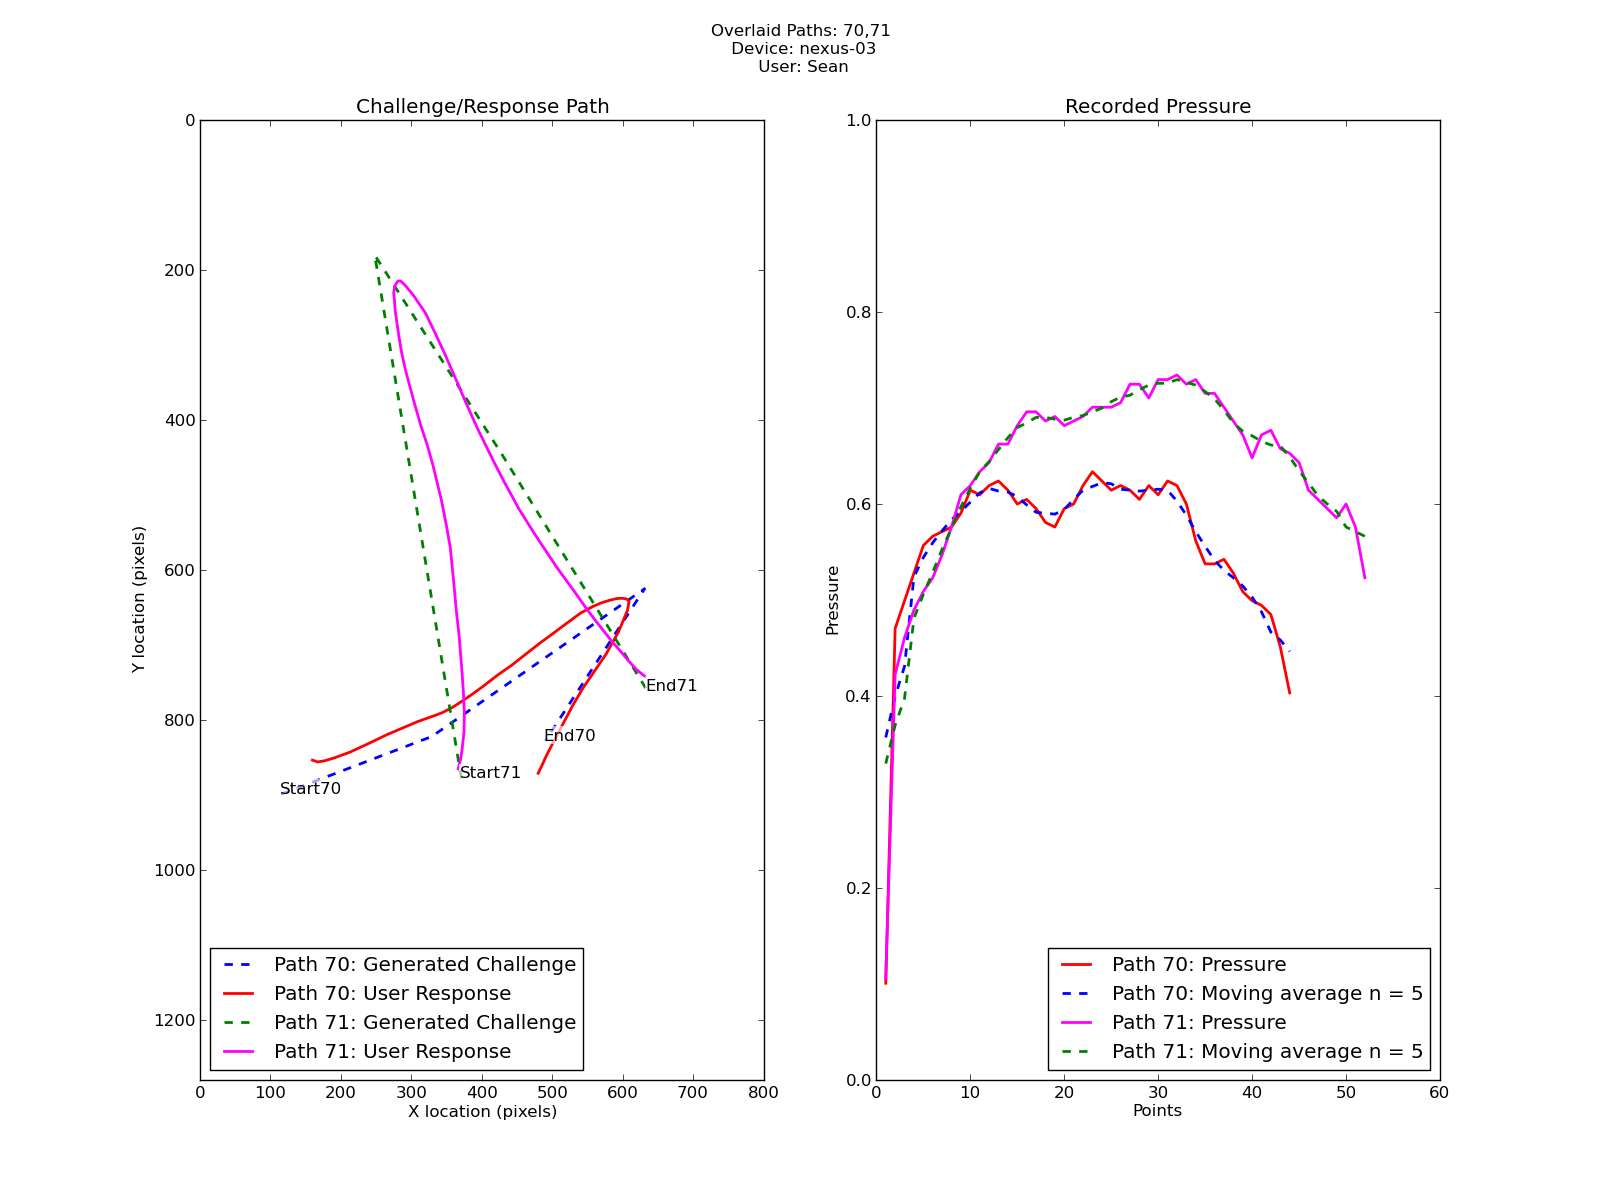 Overlaid Paths: 70,71
Device: nexus-03
User: Sean
Challenge/Response Path
0
200
400
600
800
1000
1200
Y location (pixels)
End71
End70
Start71
Start70
Path 70: Generated Challenge
Path 70: User Response
Path 71: Generated Challenge
Path 71: User Response
0 100 200 300 400 500 600 700 800
X location (pixels)
Recorded Pressure
1.0
0.8
0.6
0.4
0.2
0.0
Pressure
Path 70: Pressure
Path 70: Moving average n = 5
Path 71: Pressure
Path 71: Moving average n = 5
0 10 20 30 40 50 60
Points